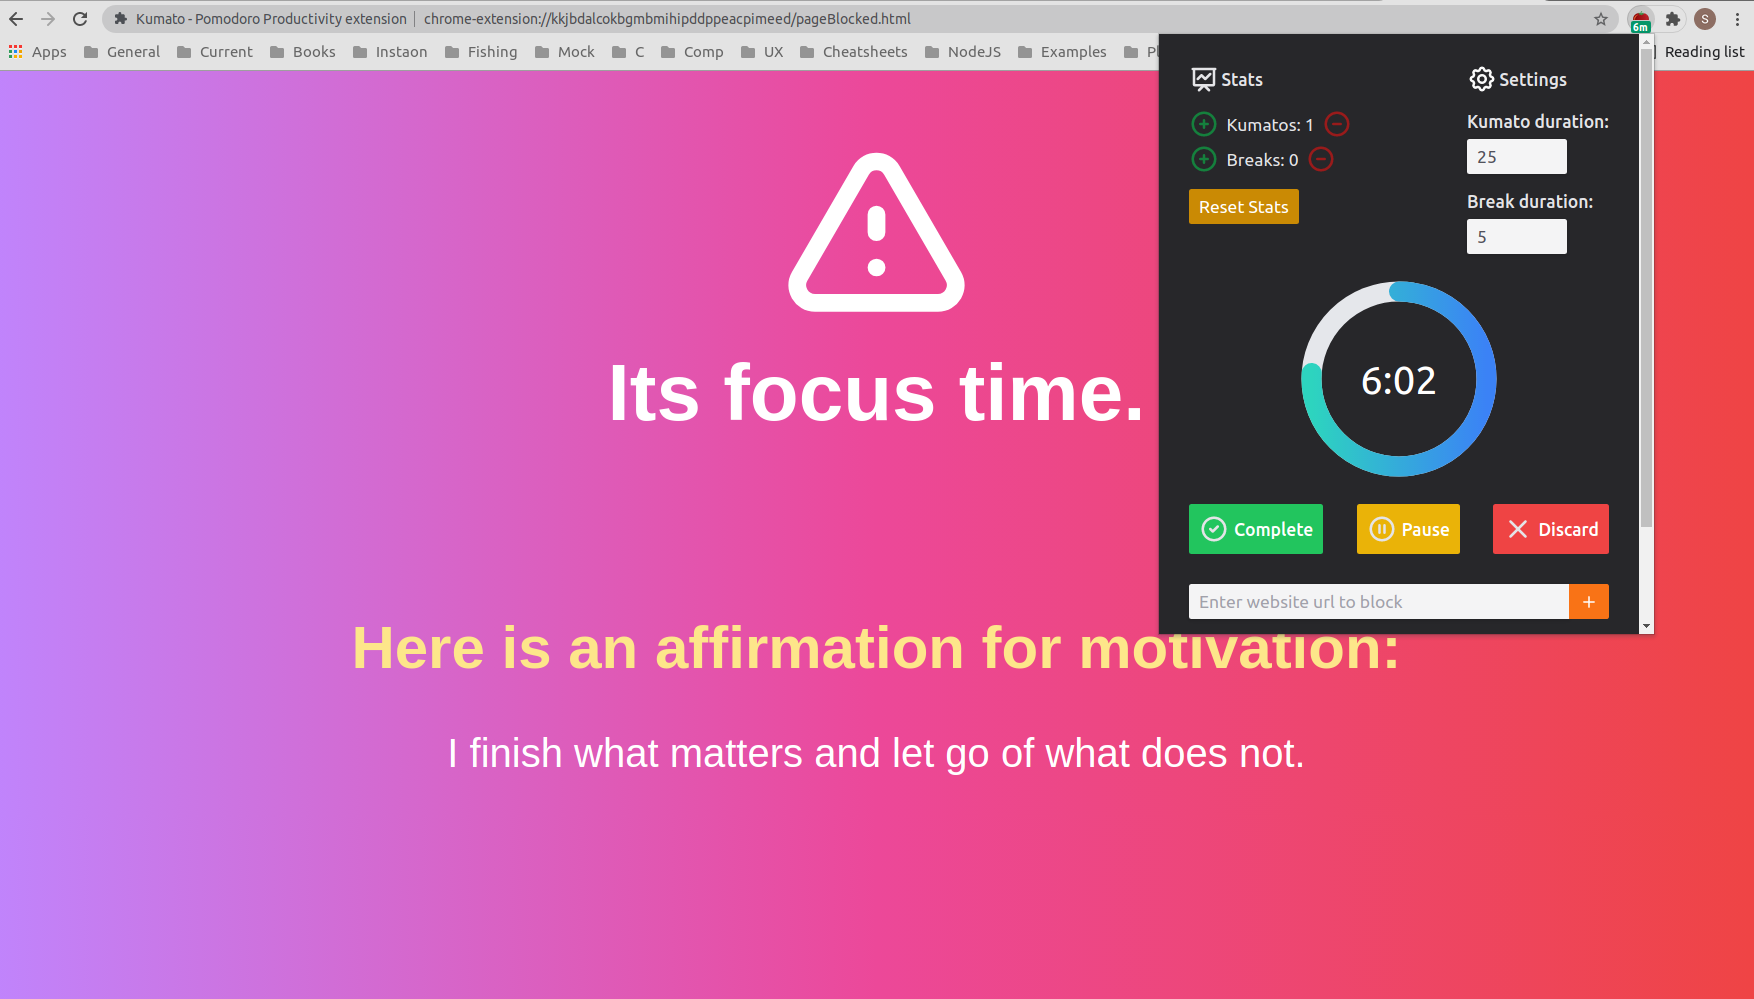 Kumato - Pomodoro Productivity extension | chrome-extension://kkjbdalcokbgmbmihipddppeacpimeed/pageBlocked.html
6m
S
Apps General Current Books Instaon Fishing Mock C Comp UX Cheatsheets NodeJS Examples Reading list
Stats
Kumatos: 1
Breaks: 0
Reset Stats
Settings
Kumato duration:
25
Break duration:
5
6:02
Complete Pause Discard
Enter website url to block +
Its focus time.
Here is an affirmation for motivation:
I finish what matters and let go of what does not.